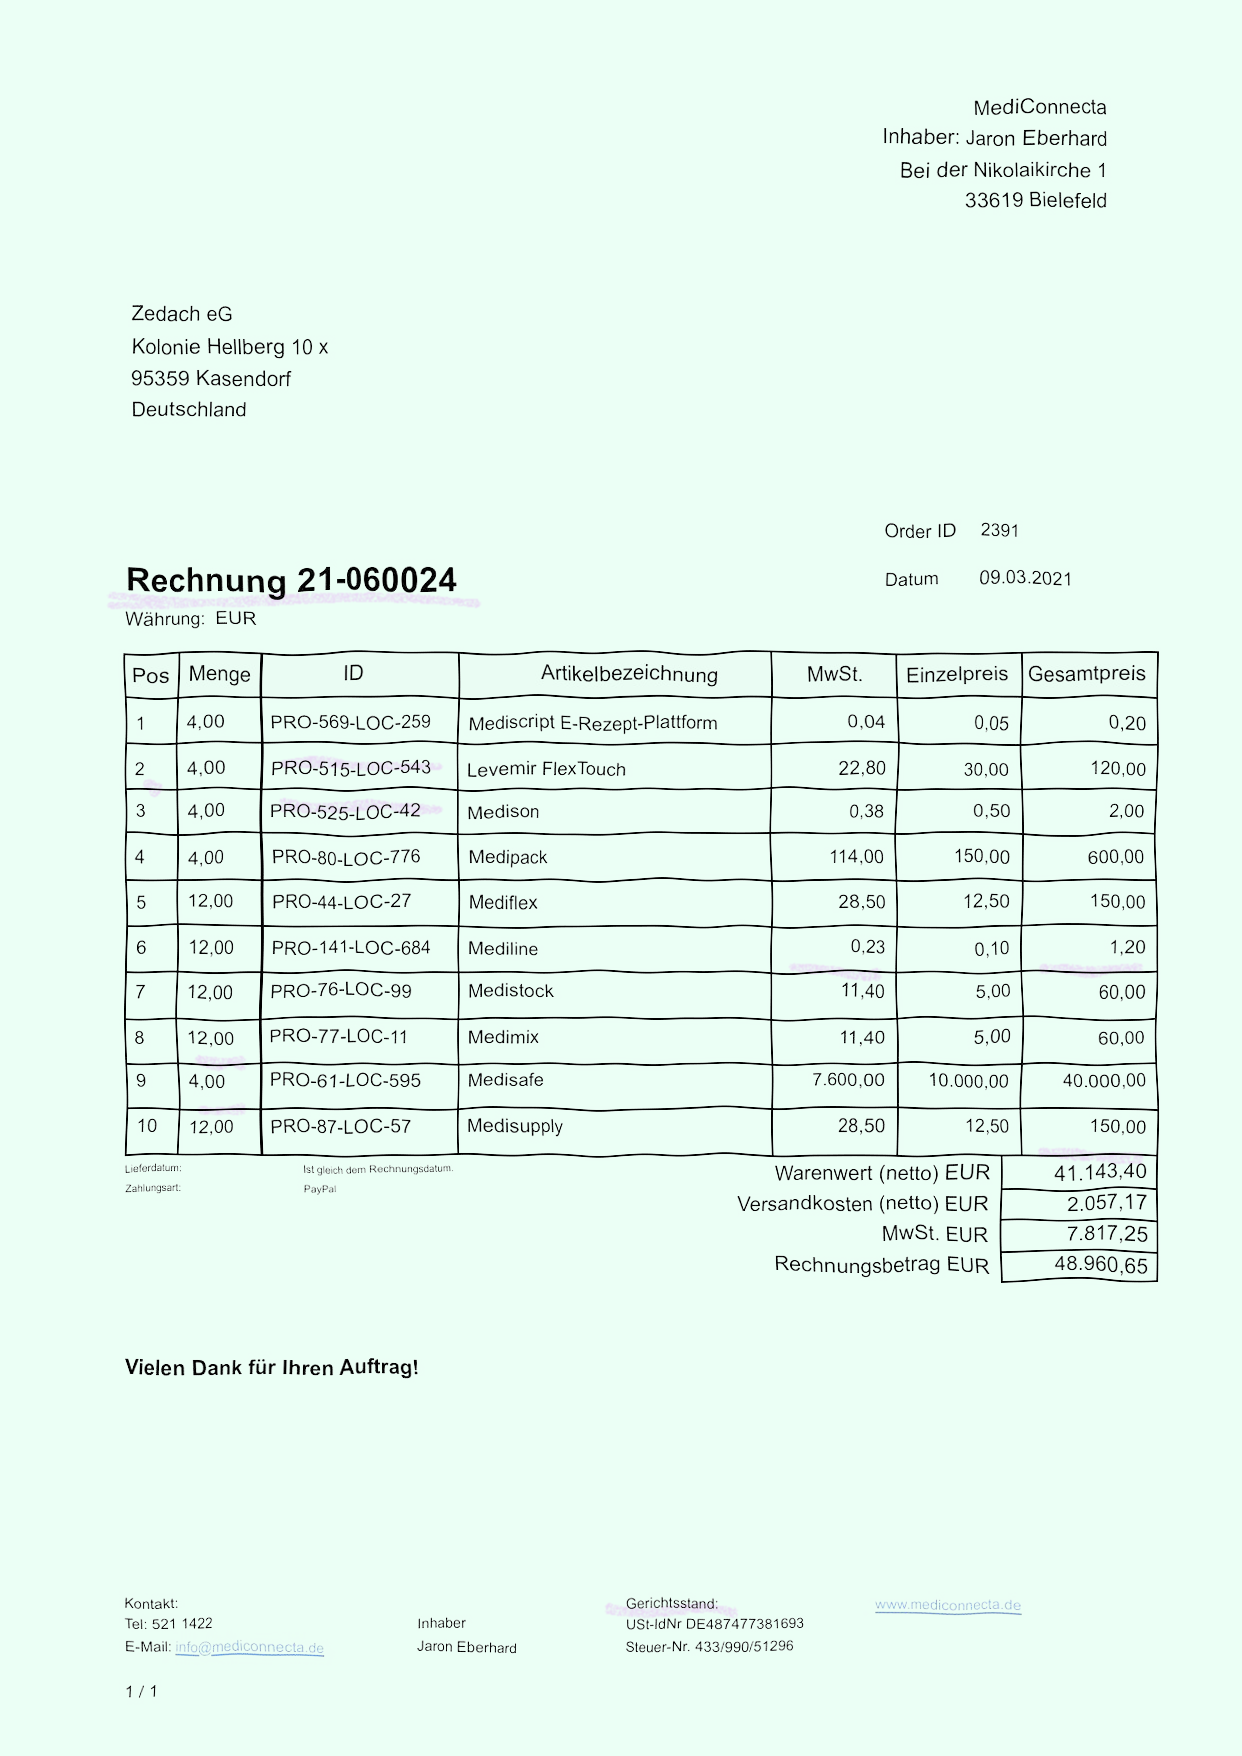 MediConnecta
Inhaber: Jaron Eberhard
Bei der Nikolaikirche 1
33619 Bielefeld
Zedach eG
Kolonie Hellberg 10 x
95359 Kasendorf
Deutschland
Order ID 2391
Rechnung 21-060024
Datum 09.03.2021
Währung: EUR
Pos Menge ID Artikelbezeichnung MwSt. Einzelpreis Gesamtpreis
1 4,00 PRO-569-LOC-259 Mediscript E-Rezept-Plattform 0,04 0,05 0,20
2 4,00 PRO-515-LOC-543 Levemir FlexTouch 22,80 30,00 120,00
3 4,00 PRO-525-LOC-42 Medison 0,38 0,50 2,00
4 4,00 PRO-80-LOC-776 Medipack 114,00 150,00 600,00
5 12,00 PRO-44-LOC-27 Mediflex 28,50 12,50 150,00
6 12,00 PRO-141-LOC-684 Mediline 0,23 0,10 1,20
7 12,00 PRO-76-LOC-99 Medistock 11,40 5,00 60,00
8 12,00 PRO-77-LOC-11 Medimix 11,40 5,00 60,00
9 4,00 PRO-61-LOC-595 Medisafe 7.600,00 10.000,00 40.000,00
10 12,00 PRO-87-LOC-57 Medisupply 28,50 12,50 150,00
Lieferdatum: Ist gleich dem Rechnungsdatum.
Zahlungsart: PayPal
Warenwert (netto) EUR 41.143,40
Versandkosten (netto) EUR 2.057,17
MwSt. EUR 7.817,25
Rechnungsbetrag EUR 48.960,65
Vielen Dank für Ihren Auftrag!
Kontakt: Gerichtsstand: www.mediconnecta.de
Tel: 521 1422 Inhaber USt-IdNr DE487477381693
E-Mail: info@mediconnecta.de Jaron Eberhard Steuer-Nr. 433/990/51296
1 / 1